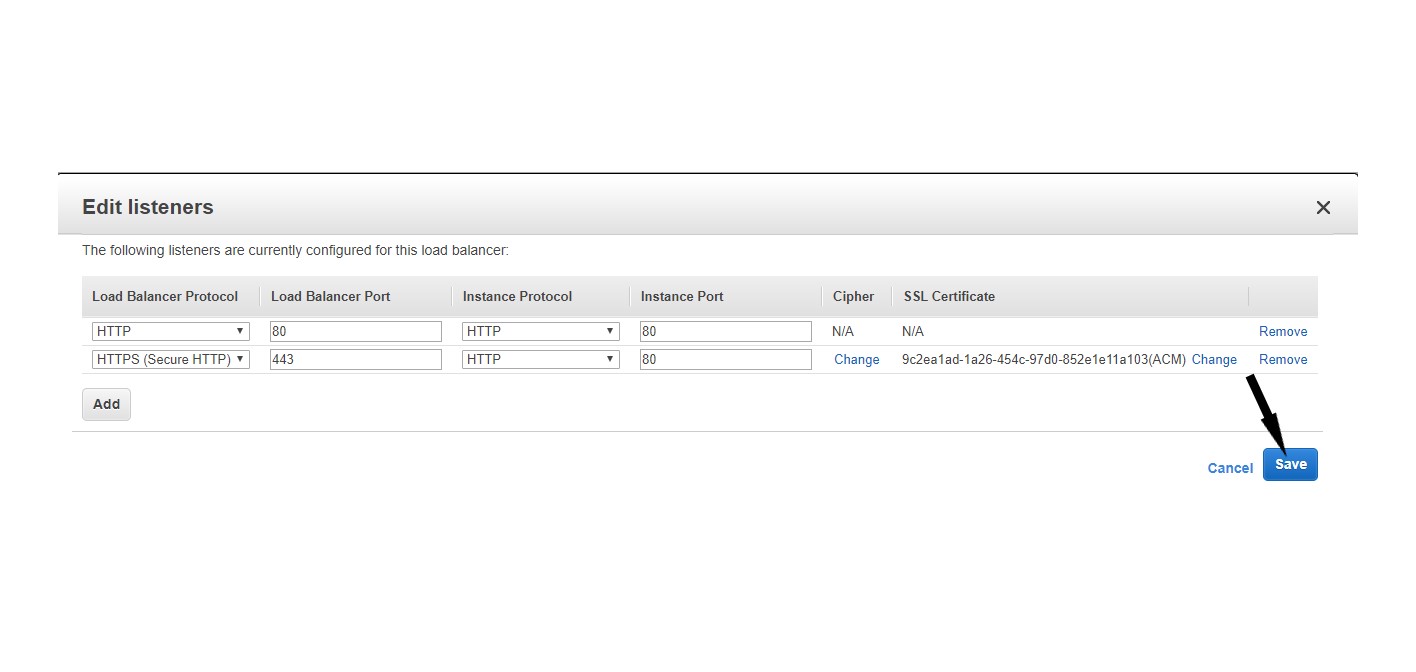 Edit listeners
The following listeners are currently configured for this load balancer:
Load Balancer Protocol Load Balancer Port Instance Protocol Instance Port Cipher SSL Certificate
HTTP 80 HTTP 80 N/A N/A Remove
HTTPS (Secure HTTP) 443 HTTP 80 Change 9c2ea1ad-1a26-454c-97d0-852e1e11a103(ACM) Change Remove
Add
Cancel Save